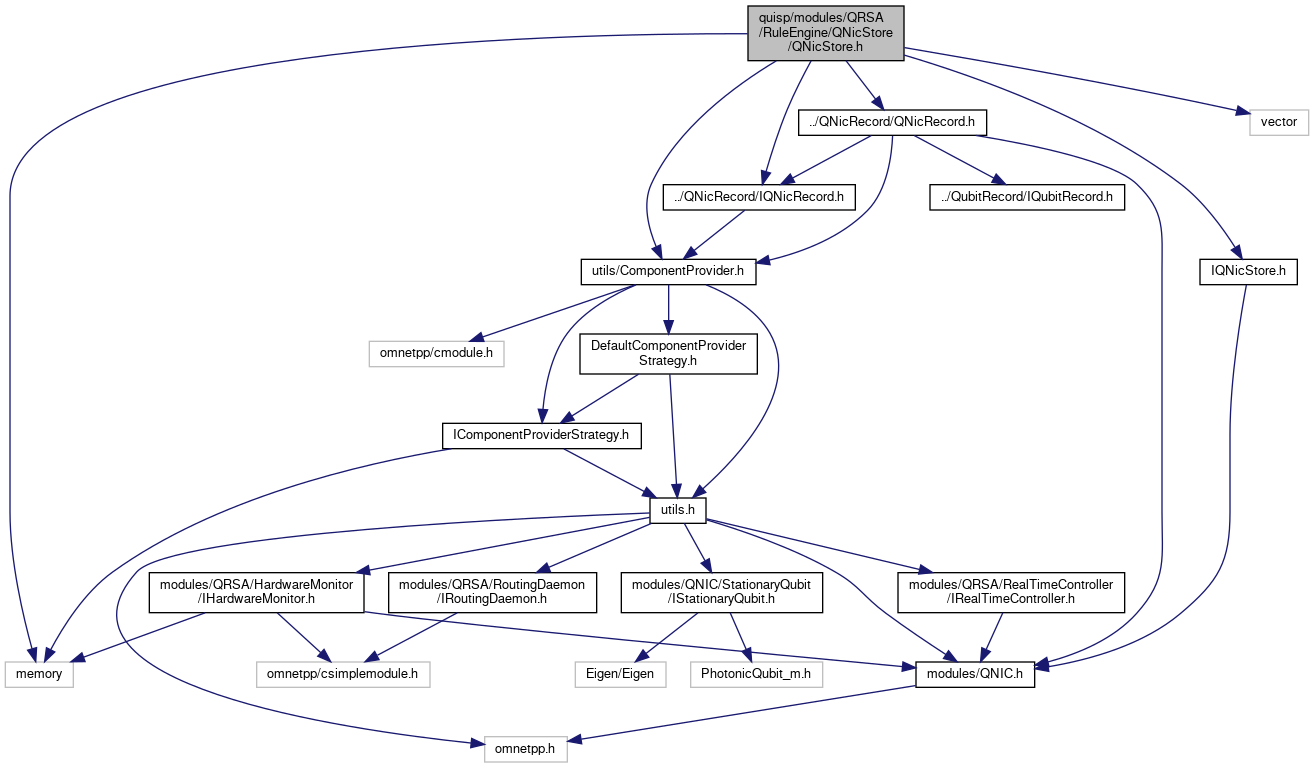 quisp/modules/QRSA
/RuleEngine/QNicStore
/QNicStore.h
../QNicRecord/QNicRecord.h
vector
../QNicRecord/IQNicRecord.h
../QubitRecord/IQubitRecord.h
utils/ComponentProvider.h
IQNicStore.h
omnetpp/cmodule.h
DefaultComponentProvider
Strategy.h
IComponentProviderStrategy.h
utils.h
modules/QRSA/HardwareMonitor
/IHardwareMonitor.h
modules/QRSA/RoutingDaemon
/IRoutingDaemon.h
modules/QNIC/StationaryQubit
/IStationaryQubit.h
modules/QRSA/RealTimeController
/IRealTimeController.h
memory
omnetpp/csimplemodule.h
Eigen/Eigen
PhotonicQubit_m.h
modules/QNIC.h
omnetpp.h